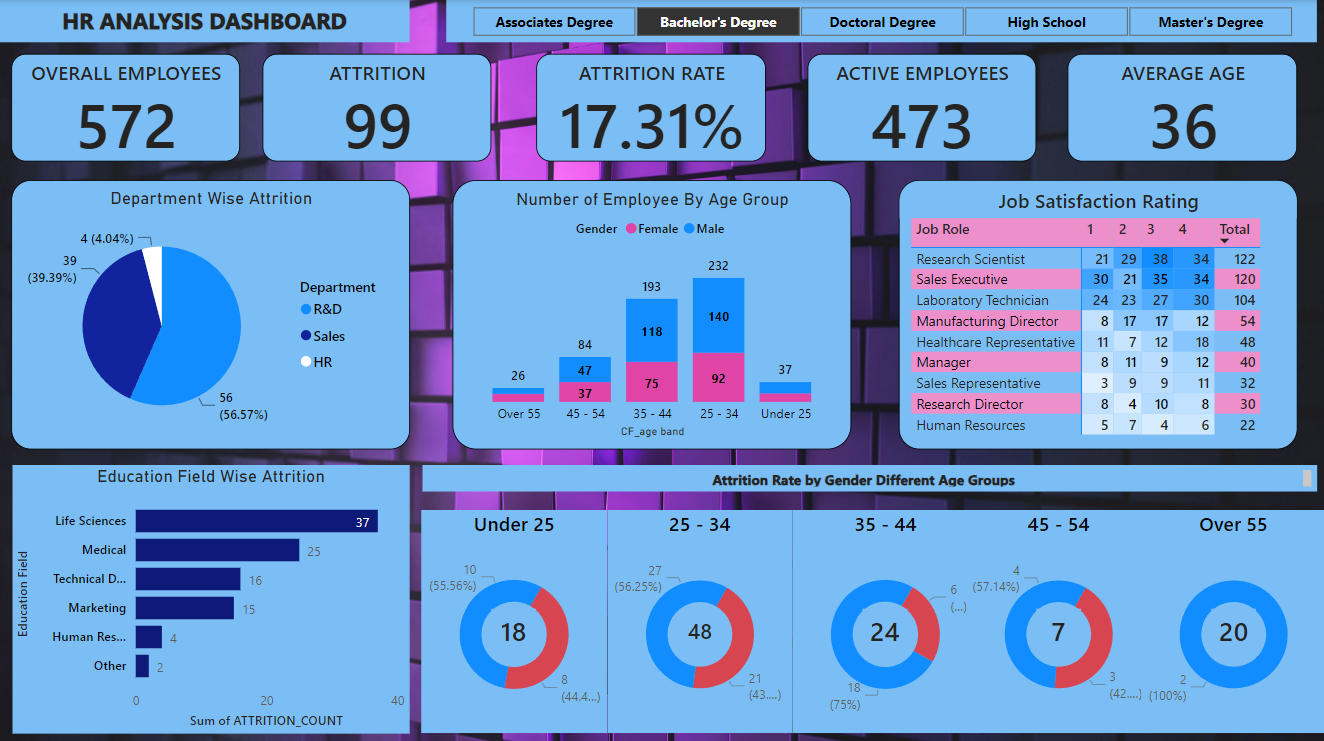 HR ANALYSIS DASHBOARD
Associates Degree Bachelor's Degree Doctoral Degree High School Master's Degree
OVERALL EMPLOYEES
572
ATTRITION
99
ATTRITION RATE
17.31%
ACTIVE EMPLOYEES
473
AVERAGE AGE
36
Department Wise Attrition
4 (4.04%)
39
(39.39%)
56
(56.57%)
Department
R&D
Sales
HR
Number of Employee By Age Group
Gender Female Male
26
84
47
37
193
118
75
232
140
92
37
Over 55 45 - 54 35 - 44 25 - 34 Under 25
CF_age band
Job Satisfaction Rating
Job Role 1 2 3 4 Total
Research Scientist 21 29 38 34 122
Sales Executive 30 21 35 34 120
Laboratory Technician 24 23 27 30 104
Manufacturing Director 8 17 17 12 54
Healthcare Representative 11 7 12 18 48
Manager 8 11 9 12 40
Sales Representative 3 9 9 11 32
Research Director 8 4 10 8 30
Human Resources 5 7 4 6 22
Education Field Wise Attrition
Education Field
Life Sciences 37
Medical 25
Technical D... 16
Marketing 15
Human Res... 4
Other 2
0 20 40
Sum of ATTRITION_COUNT
Attrition Rate by Gender Different Age Groups
Under 25
10
(55.56%)
18
8
(44.4...)
25 - 34
27
(56.25%)
48
21
(43....)
35 - 44
6
(...)
24
18
(75%)
45 - 54
4
(57.14%)
7
3
(42....)
Over 55
20
2
(100%)